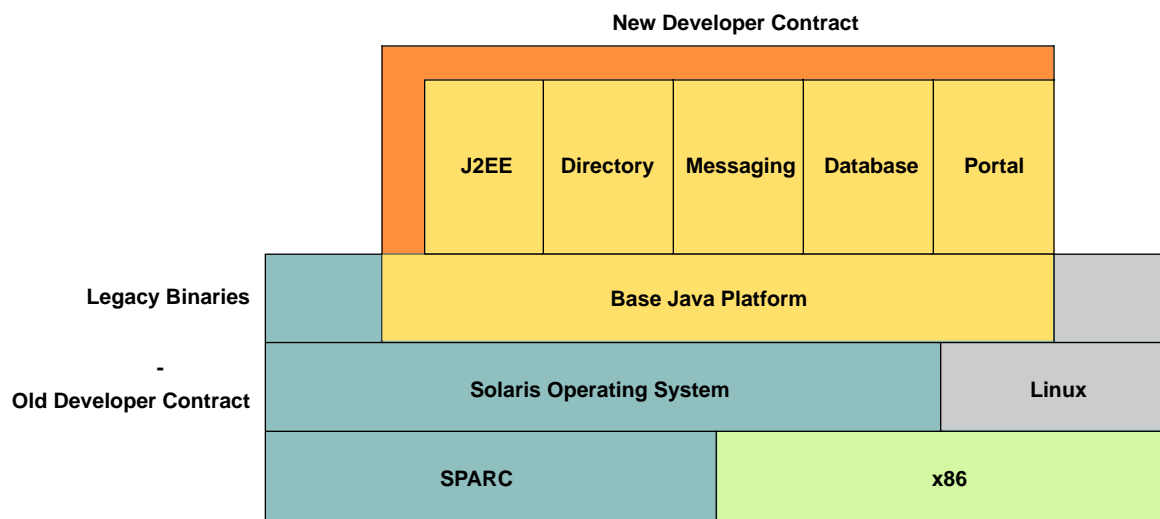 New Developer Contract
J2EE Directory Messaging Database Portal
Legacy Binaries Base Java Platform
-
Old Developer Contract Solaris Operating System Linux
SPARC x86